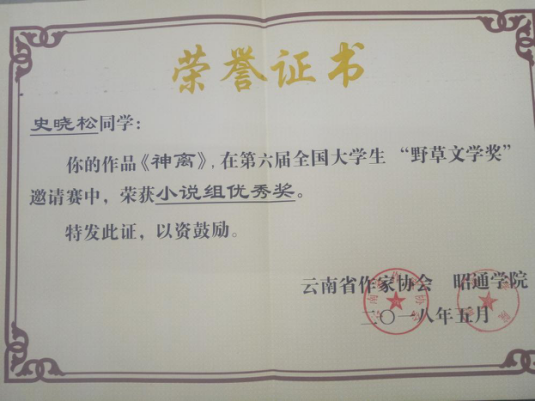 荣誉证书
史晓松同学：
你的作品《神离》，在第六届全国大学生“野草文学奖”
邀请赛中，荣获小说组优秀奖。
特发此证，以资鼓励。
云南省作家协会 昭通学院
二〇一八年五月